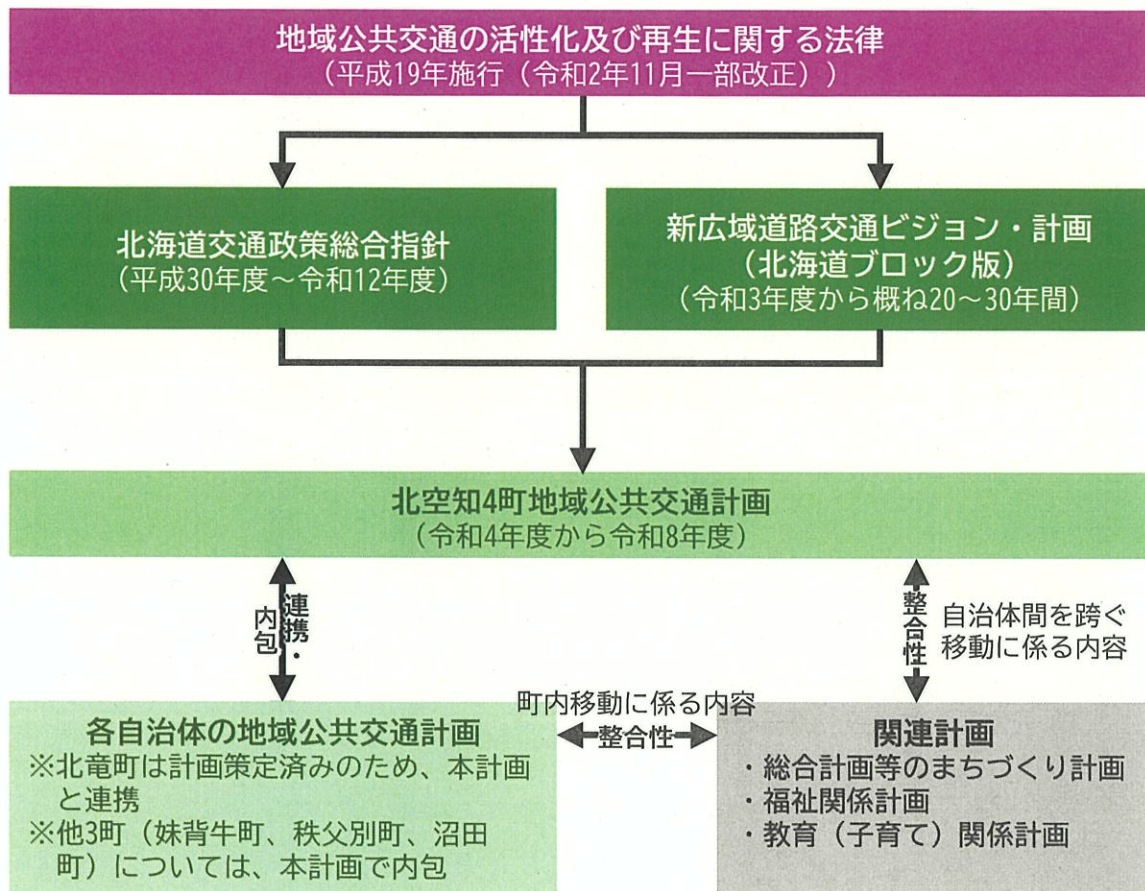 地域公共交通の活性化及び再生に関する法律
（平成19年施行（令和2年11月一部改正））
北海道交通政策総合指針
（平成30年度～令和12年度）
新広域道路交通ビジョン・計画
（北海道ブロック版）
（令和3年度から概ね20～30年間）
北空知4町地域公共交通計画
（令和4年度から令和8年度）
連携・
内包
整合性
自治体間を跨ぐ
移動に係る内容
各自治体の地域公共交通計画
※北竜町は計画策定済みのため、本計画
と連携
※他3町（妹背牛町、秩父別町、沼田
町）については、本計画で内包
町内移動に係る内容
整合性
関連計画
・総合計画等のまちづくり計画
・福祉関係計画
・教育（子育て）関係計画